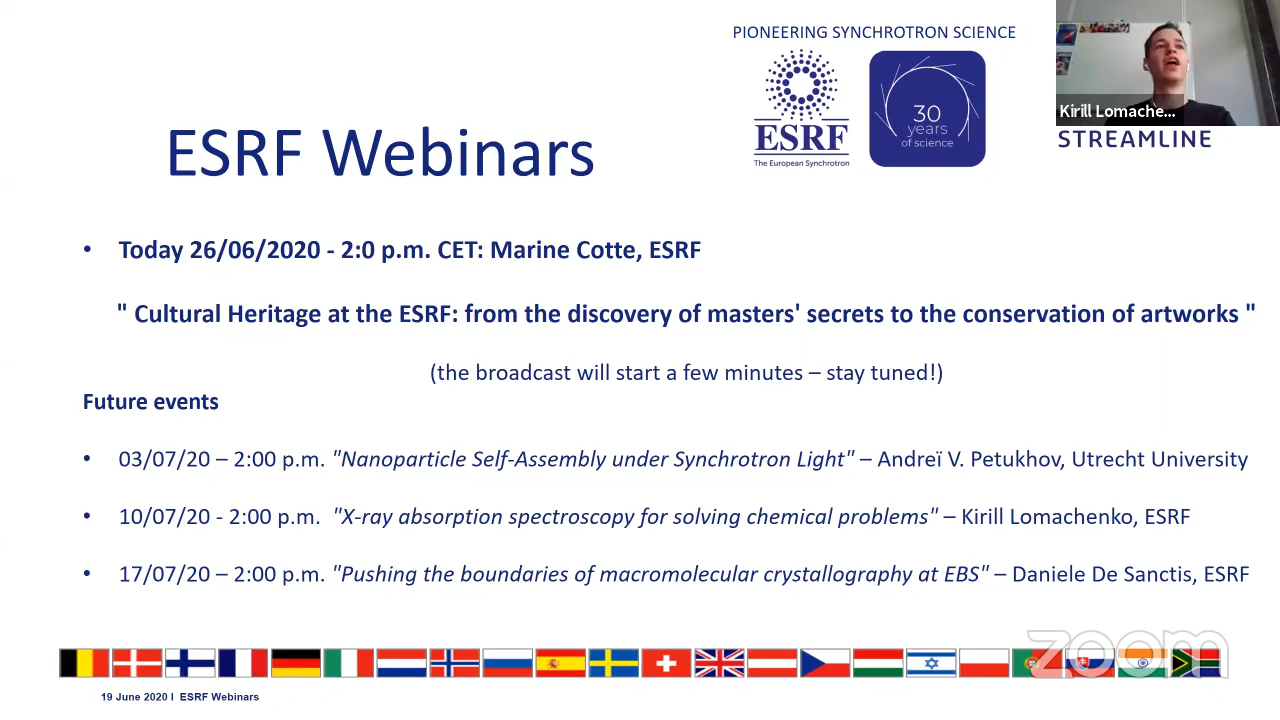 PIONEERING SYNCHROTRON SCIENCE
ESRF
The European Synchrotron
30
years
of science
Kirill Lomache...
STREAMLINE
ESRF Webinars
• Today 26/06/2020 - 2:0 p.m. CET: Marine Cotte, ESRF
" Cultural Heritage at the ESRF: from the discovery of masters' secrets to the conservation of artworks "
(the broadcast will start a few minutes – stay tuned!)
Future events
• 03/07/20 – 2:00 p.m. "Nanoparticle Self-Assembly under Synchrotron Light" – Andreï V. Petukhov, Utrecht University
• 10/07/20 - 2:00 p.m. "X-ray absorption spectroscopy for solving chemical problems" – Kirill Lomachenko, ESRF
• 17/07/20 – 2:00 p.m. "Pushing the boundaries of macromolecular crystallography at EBS" – Daniele De Sanctis, ESRF
zoom
19 June 2020 I ESRF Webinars